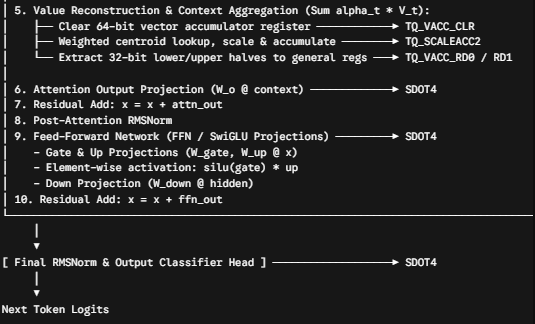 5. Value Reconstruction & Context Aggregation (Sum alpha_t * V_t):
├── Clear 64-bit vector accumulator register ──────────► TQ_VACC_CLR
├── Weighted centroid lookup, scale & accumulate ──────► TQ_SCALEACC2
└── Extract 32-bit lower/upper halves to general regs ─► TQ_VACC_RD0 / RD1
6. Attention Output Projection (W_o @ context) ────────► SDOT4
7. Residual Add: x = x + attn_out
8. Post-Attention RMSNorm
9. Feed-Forward Network (FFN / SwiGLU Projections) ────► SDOT4
- Gate & Up Projections (W_gate, W_up @ x)
- Element-wise activation: silu(gate) * up
- Down Projection (W_down @ hidden)
10. Residual Add: x = x + ffn_out
[ Final RMSNorm & Output Classifier Head ] ────────────► SDOT4
Next Token Logits